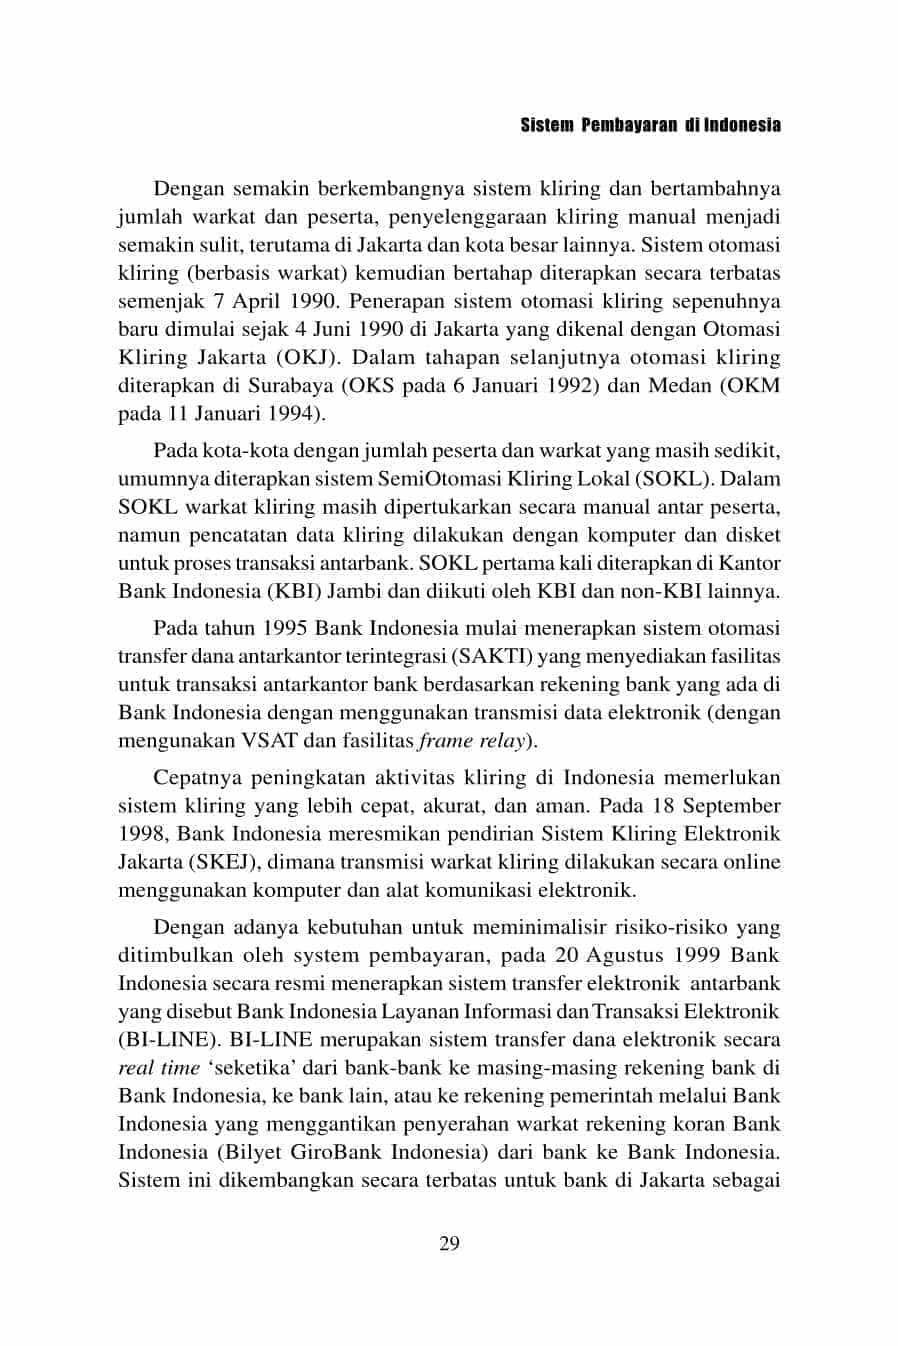 Sistem Pembayaran di Indonesia
Dengan semakin berkembangnya sistem kliring dan bertambahnya
jumlah warkat dan peserta, penyelenggaraan kliring manual menjadi
semakin sulit, terutama di Jakarta dan kota besar lainnya. Sistem otomasi
kliring (berbasis warkat) kemudian bertahap diterapkan secara terbatas
semenjak 7 April 1990. Penerapan sistem otomasi kliring sepenuhnya
baru dimulai sejak 4 Juni 1990 di Jakarta yang dikenal dengan Otomasi
Kliring Jakarta (OKJ). Dalam tahapan selanjutnya otomasi kliring
diterapkan di Surabaya (OKS pada 6 Januari 1992) dan Medan (OKM
pada 11 Januari 1994).
Pada kota-kota dengan jumlah peserta dan warkat yang masih sedikit,
umumnya diterapkan sistem SemiOtomasi Kliring Lokal (SOKL). Dalam
SOKL warkat kliring masih dipertukarkan secara manual antar peserta,
namun pencatatan data kliring dilakukan dengan komputer dan disket
untuk proses transaksi antarbank. SOKL pertama kali diterapkan di Kantor
Bank Indonesia (KBI) Jambi dan diikuti oleh KBI dan non-KBI lainnya.
Pada tahun 1995 Bank Indonesia mulai menerapkan sistem otomasi
transfer dana antarkantor terintegrasi (SAKTI) yang menyediakan fasilitas
untuk transaksi antarkantor bank berdasarkan rekening bank yang ada di
Bank Indonesia dengan menggunakan transmisi data elektronik (dengan
mengunakan VSAT dan fasilitas frame relay).
Cepatnya peningkatan aktivitas kliring di Indonesia memerlukan
sistem kliring yang lebih cepat, akurat, dan aman. Pada 18 September
1998, Bank Indonesia meresmikan pendirian Sistem Kliring Elektronik
Jakarta (SKEJ), dimana transmisi warkat kliring dilakukan secara online
menggunakan komputer dan alat komunikasi elektronik.
Dengan adanya kebutuhan untuk meminimalisir risiko-risiko yang
ditimbulkan oleh system pembayaran, pada 20 Agustus 1999 Bank
Indonesia secara resmi menerapkan sistem transfer elektronik antarbank
yang disebut Bank Indonesia Layanan Informasi dan Transaksi Elektronik
(BI-LINE). BI-LINE merupakan sistem transfer dana elektronik secara
real time ‘seketika’ dari bank-bank ke masing-masing rekening bank di
Bank Indonesia, ke bank lain, atau ke rekening pemerintah melalui Bank
Indonesia yang menggantikan penyerahan warkat rekening koran Bank
Indonesia (Bilyet GiroBank Indonesia) dari bank ke Bank Indonesia.
Sistem ini dikembangkan secara terbatas untuk bank di Jakarta sebagai
29